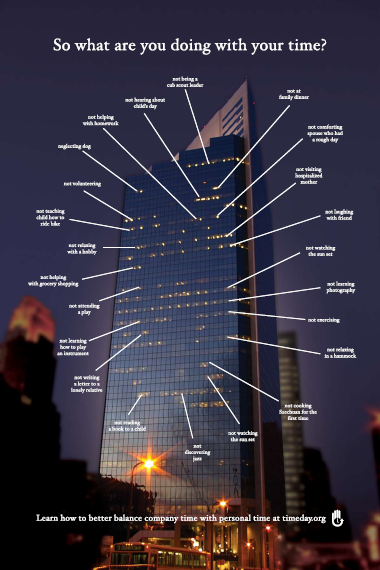 So what are you doing with your time?
not being a
cub scout leader
not at
family dinner
not hearing about
child's day
not helping
with homework
not comforting
spouse who had
a rough day
neglecting dog
not visiting
hospitalized
mother
not volunteering
not teaching
child how to
ride bike
not laughing
with friend
not relaxing
with a hobby
not watching
the sun set
not helping
with grocery shopping
not learning
photography
not attending
a play
not exercising
not learning
how to play
an instrument
not relaxing
in a hammock
not writing
a letter to a
lonely relative
not cooking
Szechuan for the
first time
not reading
a book to a child
not watching
the sun set
not
discovering
jazz
Learn how to better balance company time with personal time at timeday.org